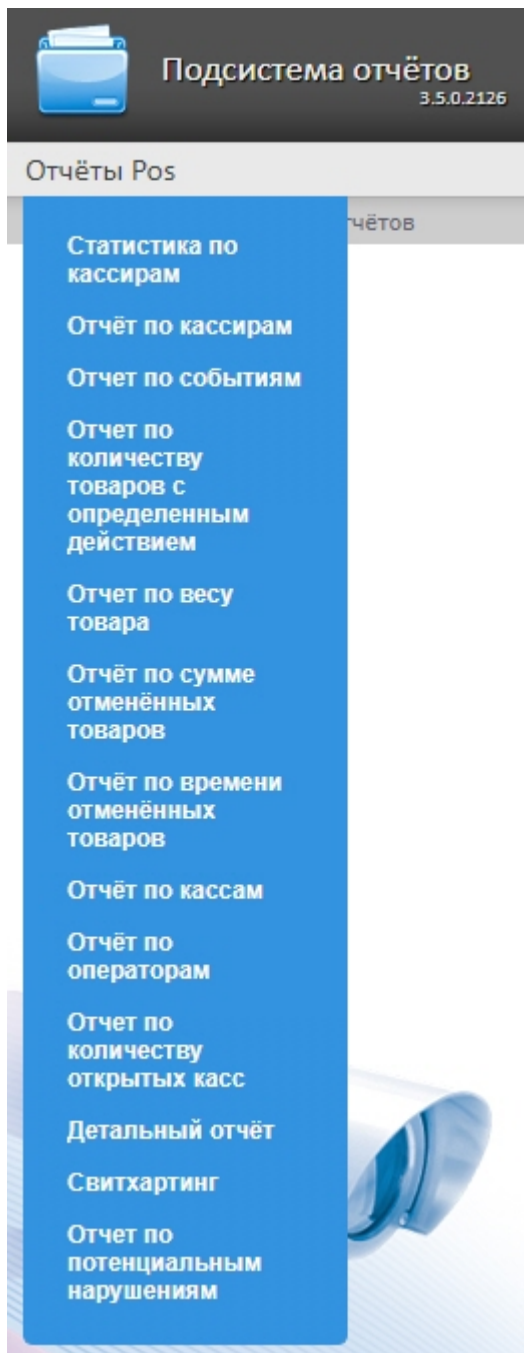 Подсистема отчётов
3.5.0.2126
Отчёты Pos
Статистика по
кассирам
Отчёт по кассирам
Отчет по событиям
Отчет по
количеству
товаров с
определенным
действием
Отчет по весу
товара
Отчёт по сумме
отменённых
товаров
Отчёт по времени
отменённых
товаров
Отчёт по кассам
Отчёт по
операторам
Отчет по
количеству
открытых касс
Детальный отчёт
Свитхартинг
Отчет по
потенциальным
нарушениям